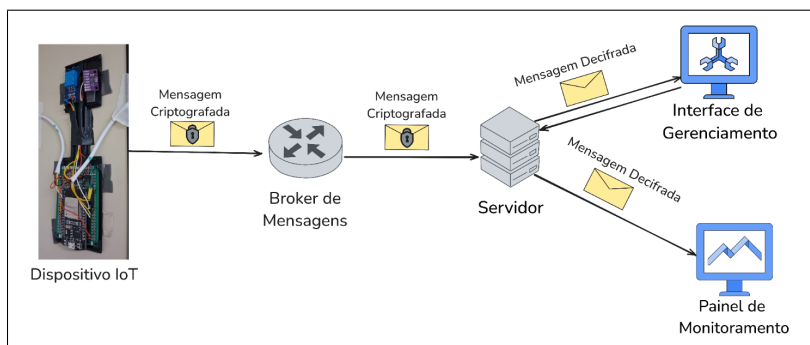 Mensagem
Criptografada
Mensagem
Criptografada
Mensagem Decifrada
Interface de
Gerenciamento
Broker de
Mensagens
Servidor
Mensagem Decifrada
Dispositivo IoT
Painel de
Monitoramento